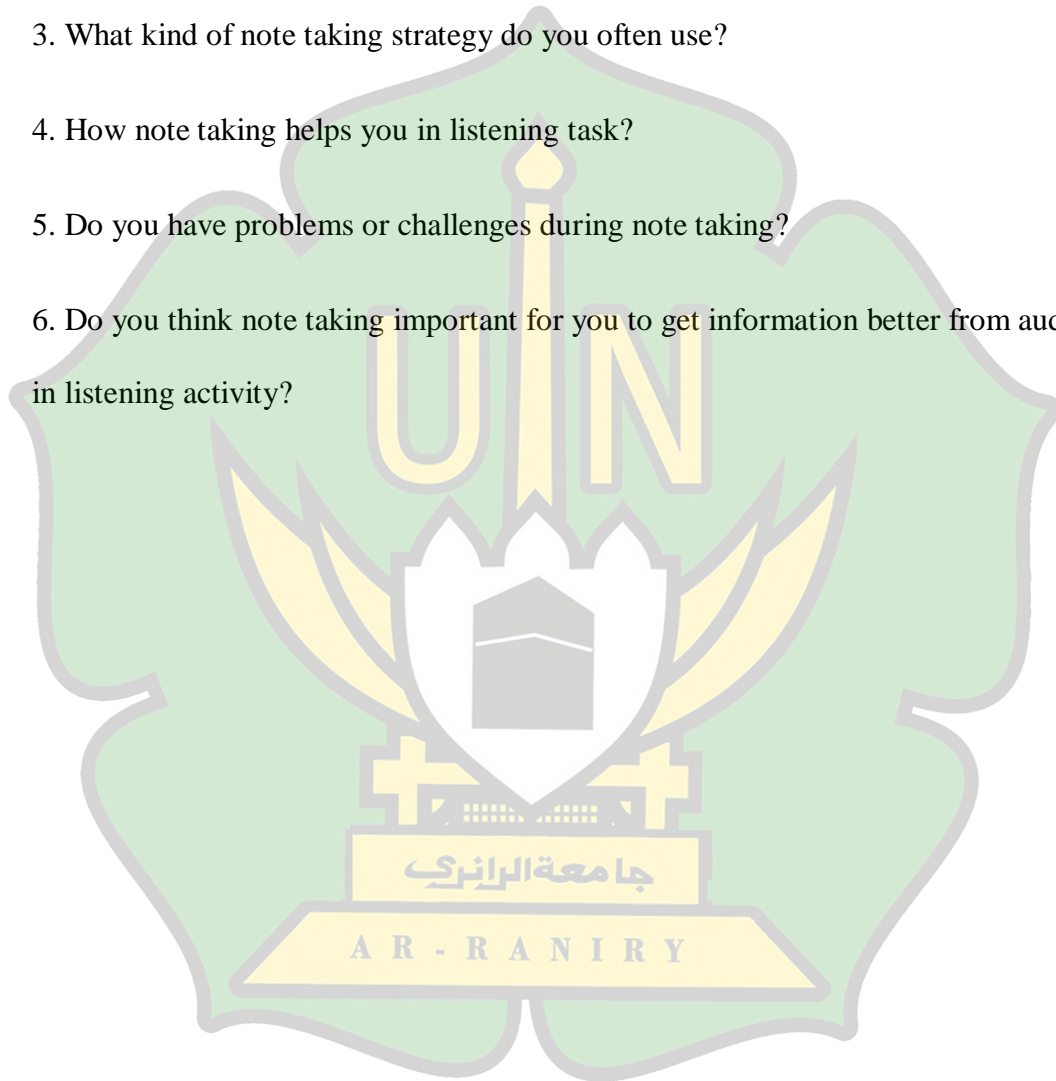 3. What kind of note taking strategy do you often use?
4. How note taking helps you in listening task?
5. Do you have problems or challenges during note taking?
6. Do you think note taking important for you to get information better from
in listening activity?
UIN
جامعةالرانري
AR-RANIRY